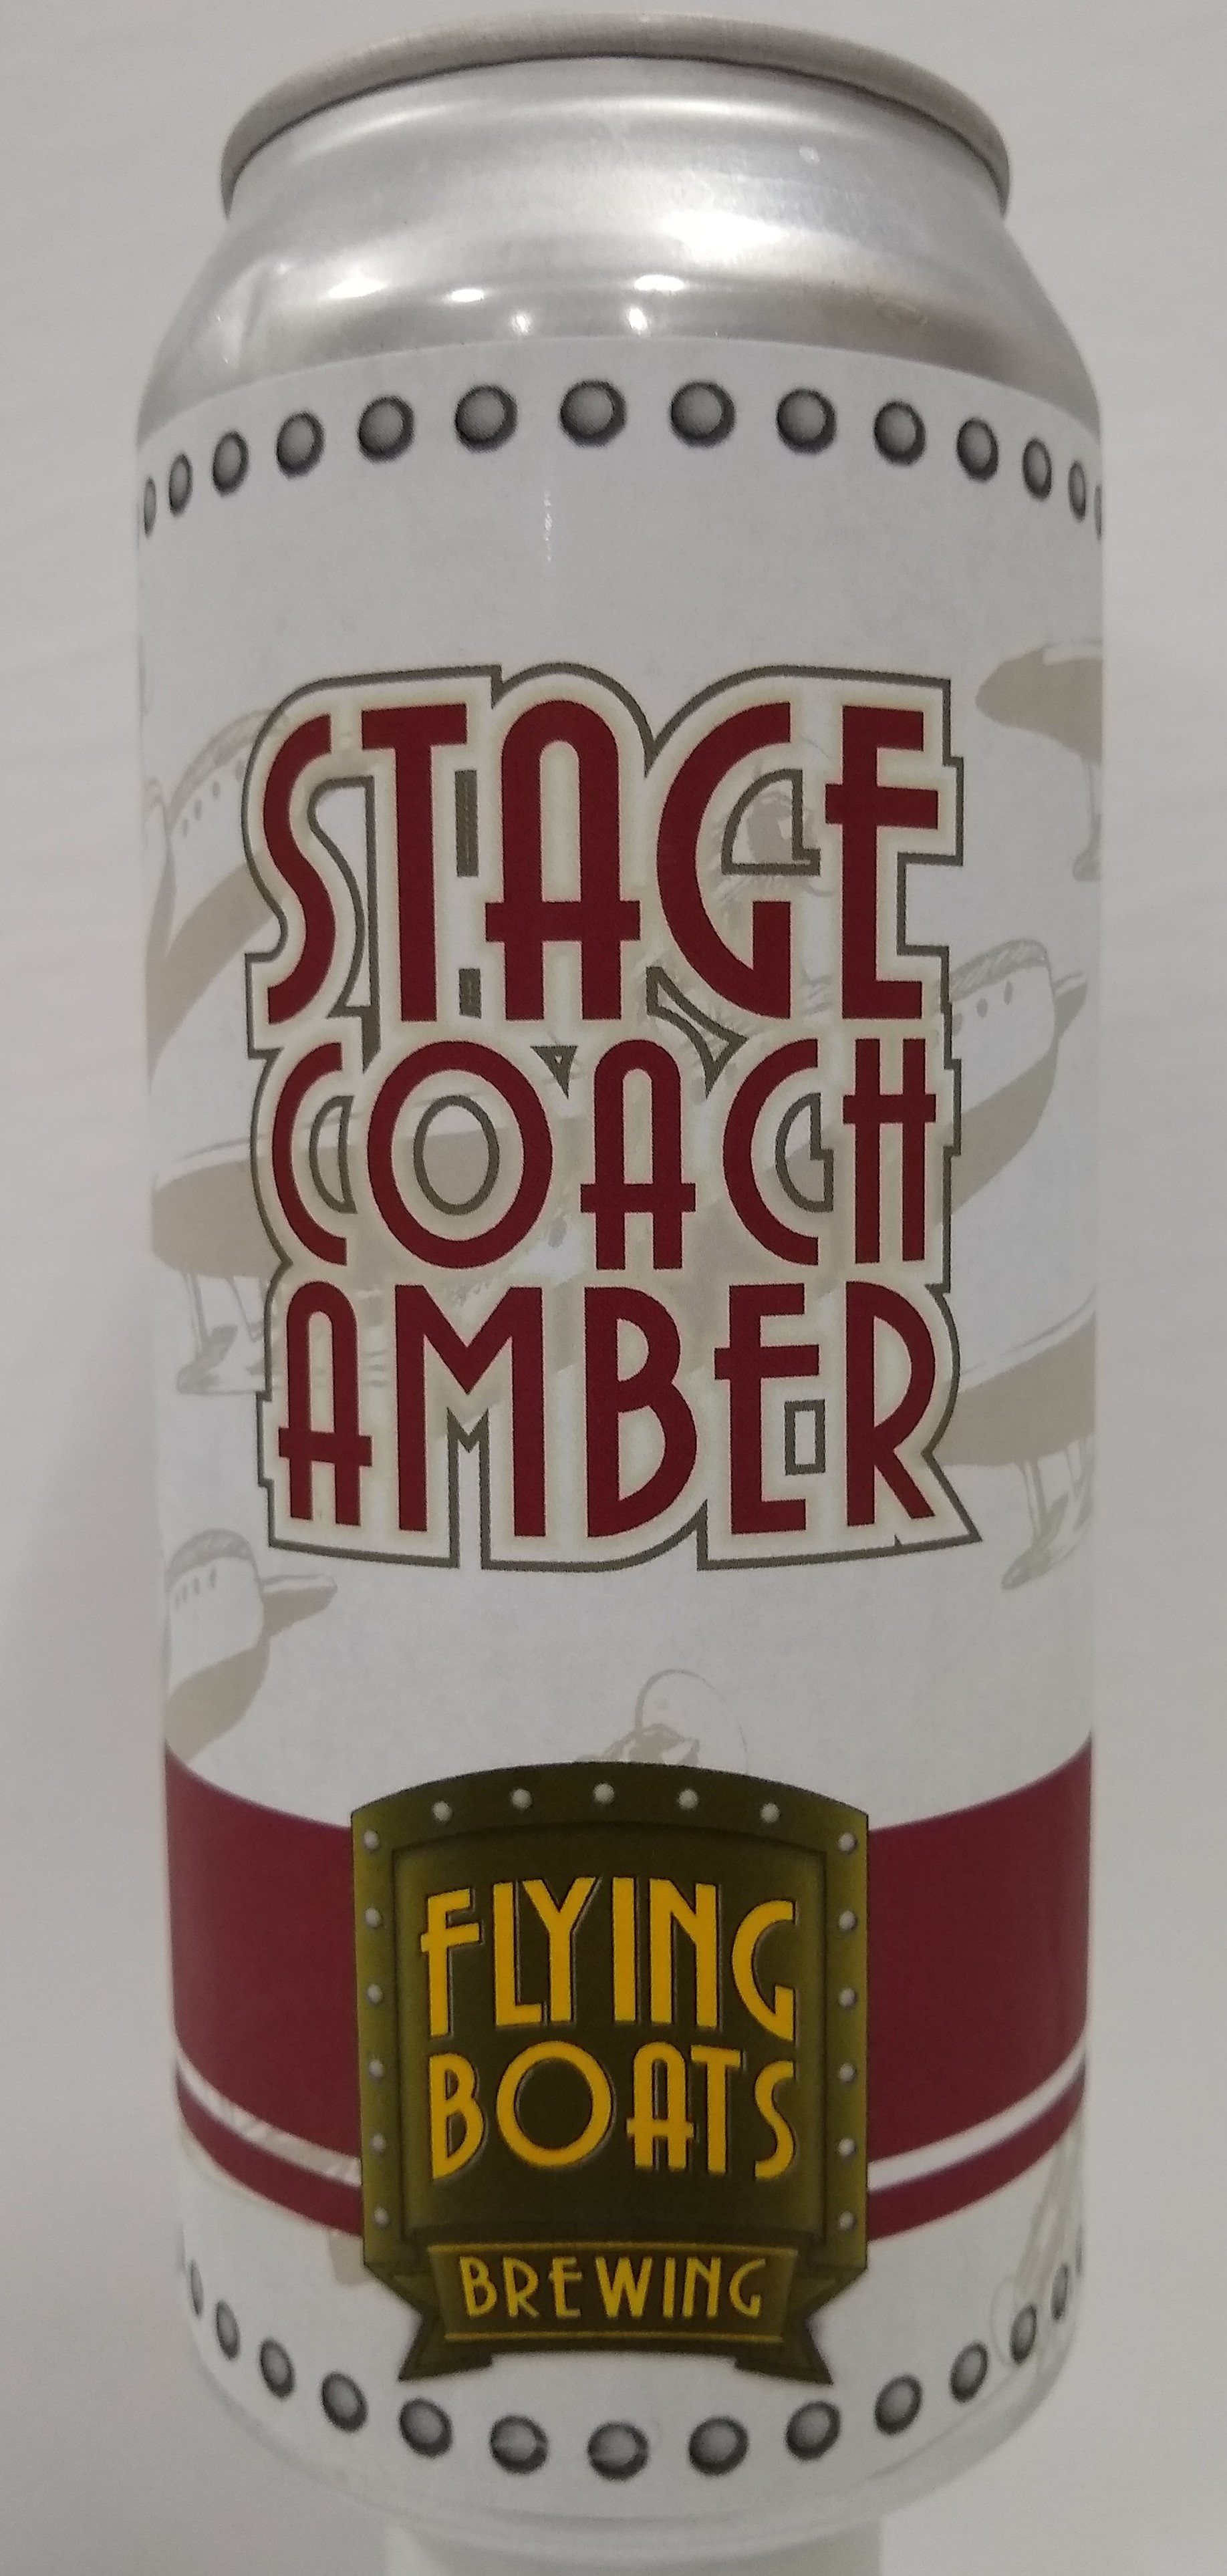 STAGE
COACH
AMBER
FLYING
BOATS
BREWING